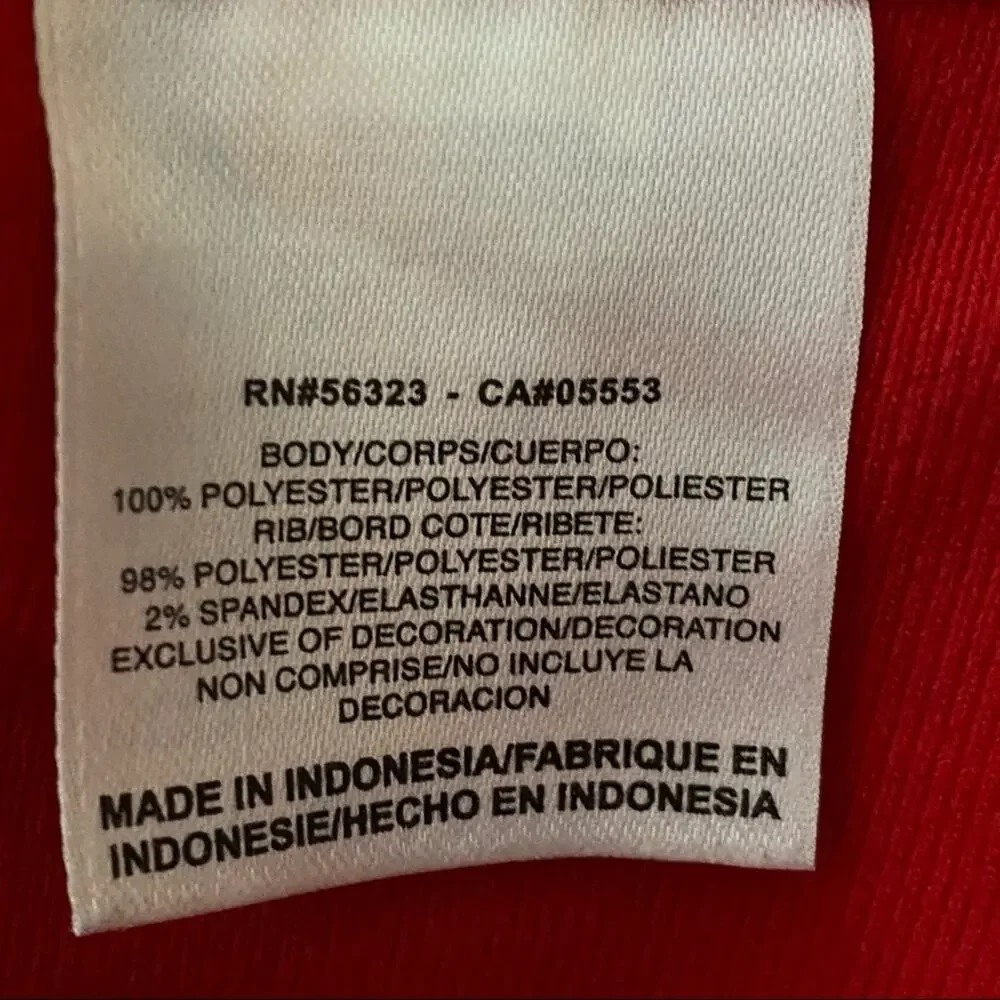 RN#56323 - CA#05553
BODY/CORPS/CUERPO:
100% POLYESTER/POLYESTER/POLIESTER
RIB/BORD COTE/RIBETE:
98% POLYESTER/POLYESTER/POLIESTER
2% SPANDEX/ELASTHANNE/ELASTANO
EXCLUSIVE OF DECORATION/DECORATION
NON COMPRISE/NO INCLUYE LA
DECORACION
MADE IN INDONESIA/FABRIQUE EN
INDONESIE/HECHO EN INDONESIA